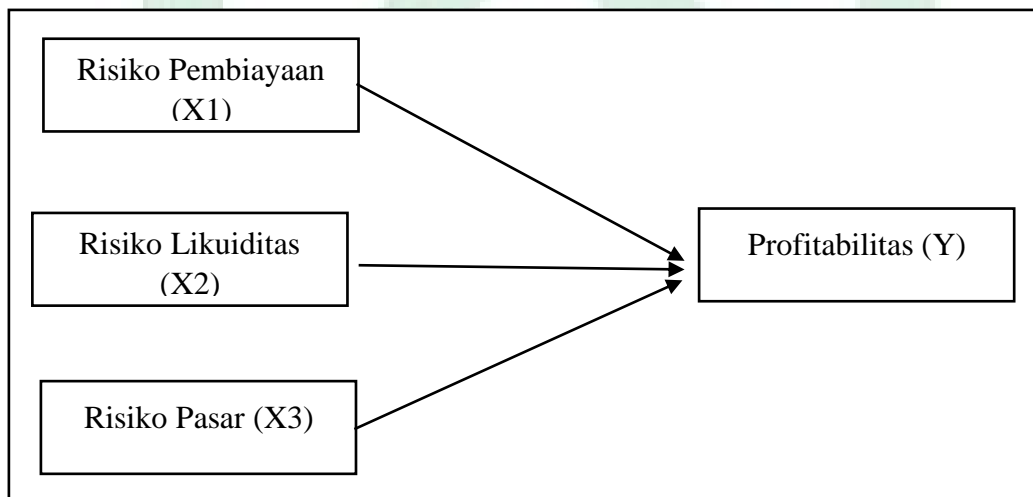 Risiko Pembiayaan
(X1)
Risiko Likuiditas
(X2)
Risiko Pasar (X3)
Profitabilitas (Y)